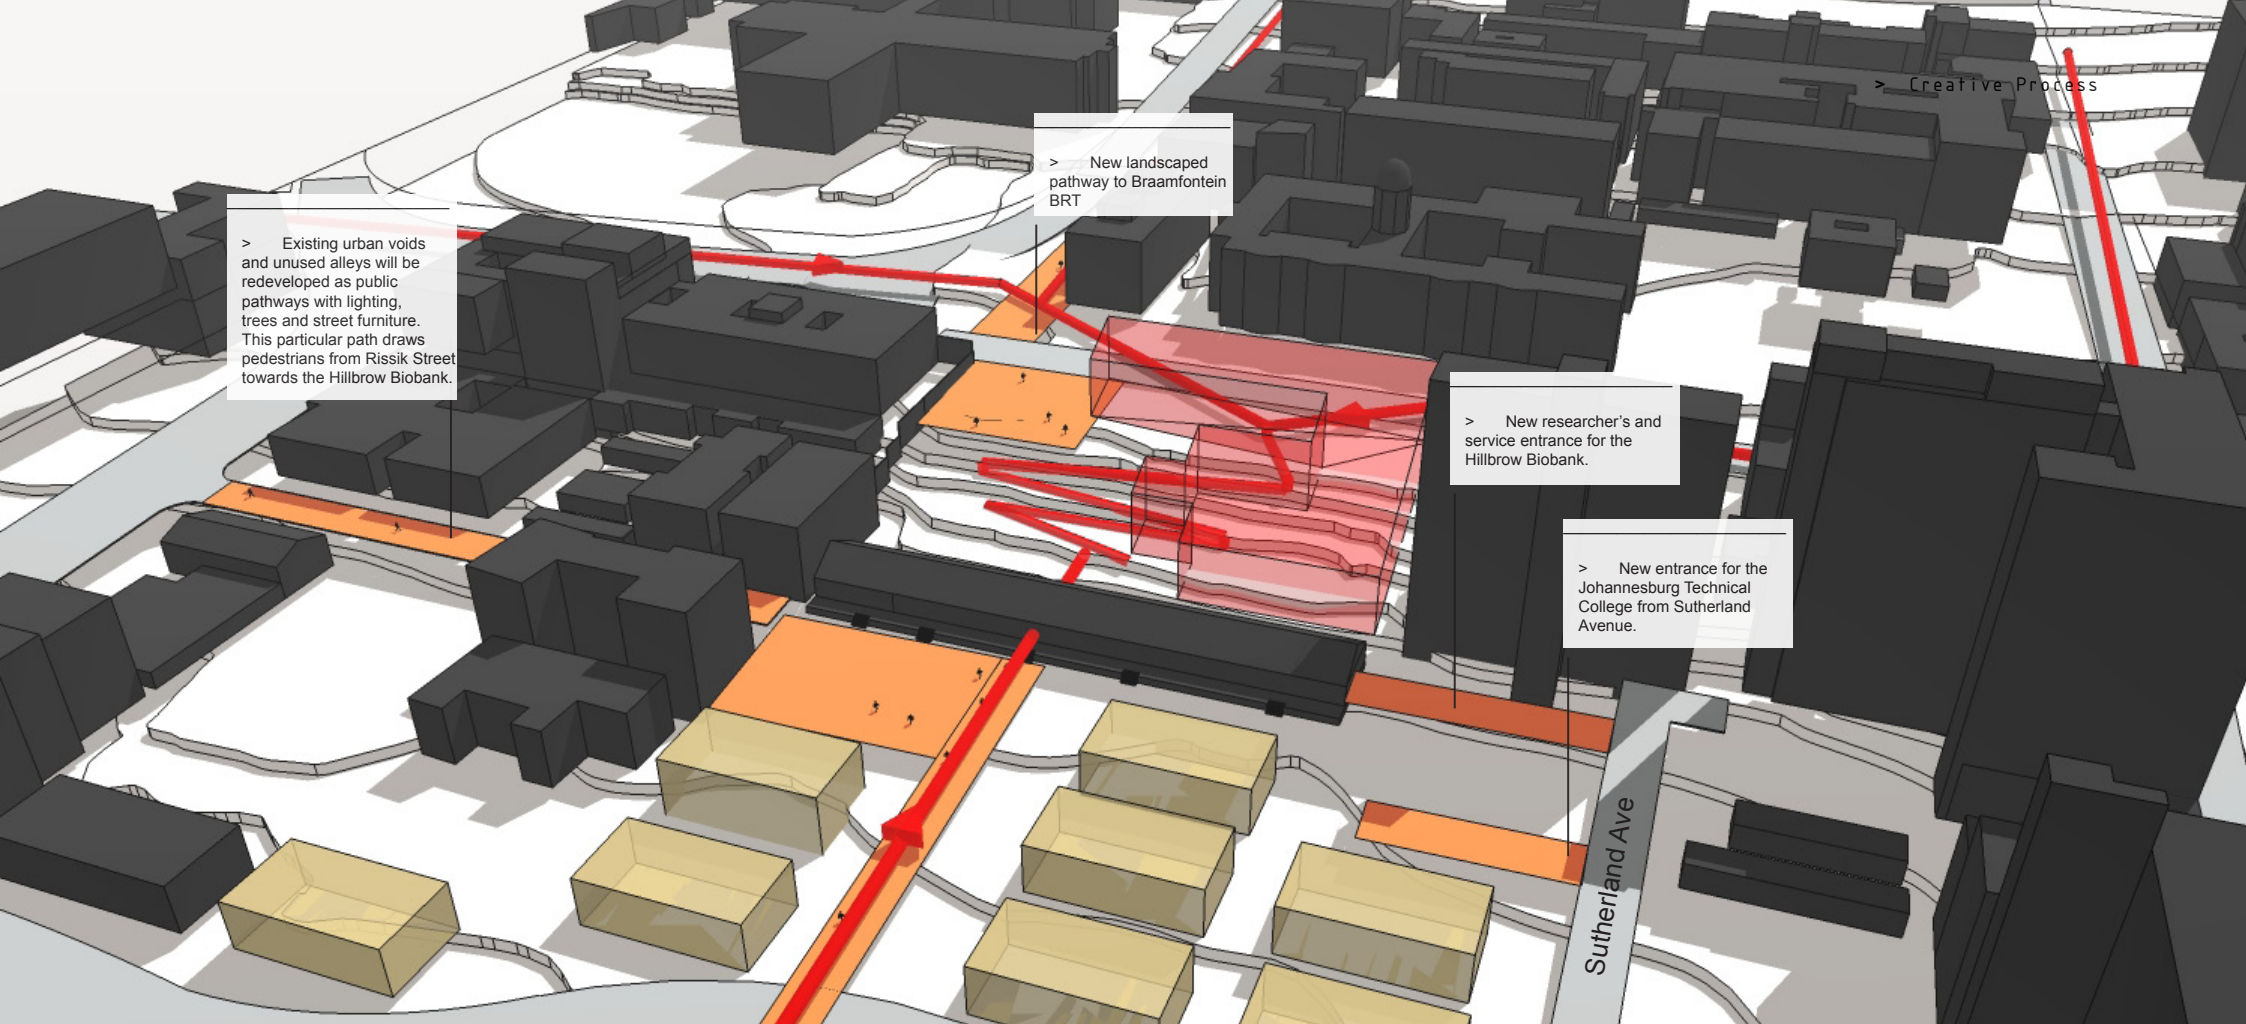 > Creative Process
> New landscaped
pathway to Braamfontein
BRT
> Existing urban voids
and unused alleys will be
redeveloped as public
pathways with lighting,
trees and street furniture.
This particular path draws
pedestrians from Rissik Street
towards the Hillbrow Biobank.
> New researcher's and
service entrance for the
Hillbrow Biobank.
> New entrance for the
Johannesburg Technical
College from Sutherland
Avenue.
Sutherland Ave